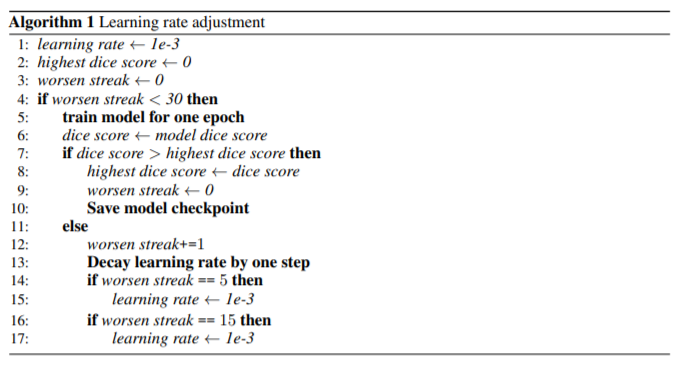 Algorithm 1 Learning rate adjustment
1: learning rate ← 1e-3
2: highest dice score ← 0
3: worsen streak ← 0
4: if worsen streak < 30 then
5: train model for one epoch
6: dice score ← model dice score
7: if dice score > highest dice score then
8: highest dice score ← dice score
9: worsen streak ← 0
10: Save model checkpoint
11: else
12: worsen streak+=1
13: Decay learning rate by one step
14: if worsen streak == 5 then
15: learning rate ← 1e-3
16: if worsen streak == 15 then
17: learning rate ← 1e-3